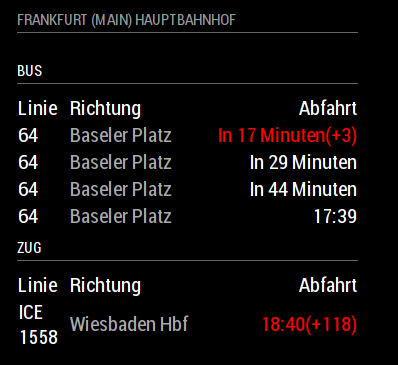 FRANKFURT (MAIN) HAUPTBAHNHOF
BUS
Linie Richtung Abfahrt
64 Baseler Platz In 17 Minuten(+3)
64 Baseler Platz In 29 Minuten
64 Baseler Platz In 44 Minuten
64 Baseler Platz 17:39
ZUG
Linie Richtung Abfahrt
ICE
1558 Wiesbaden Hbf 18:40(+118)